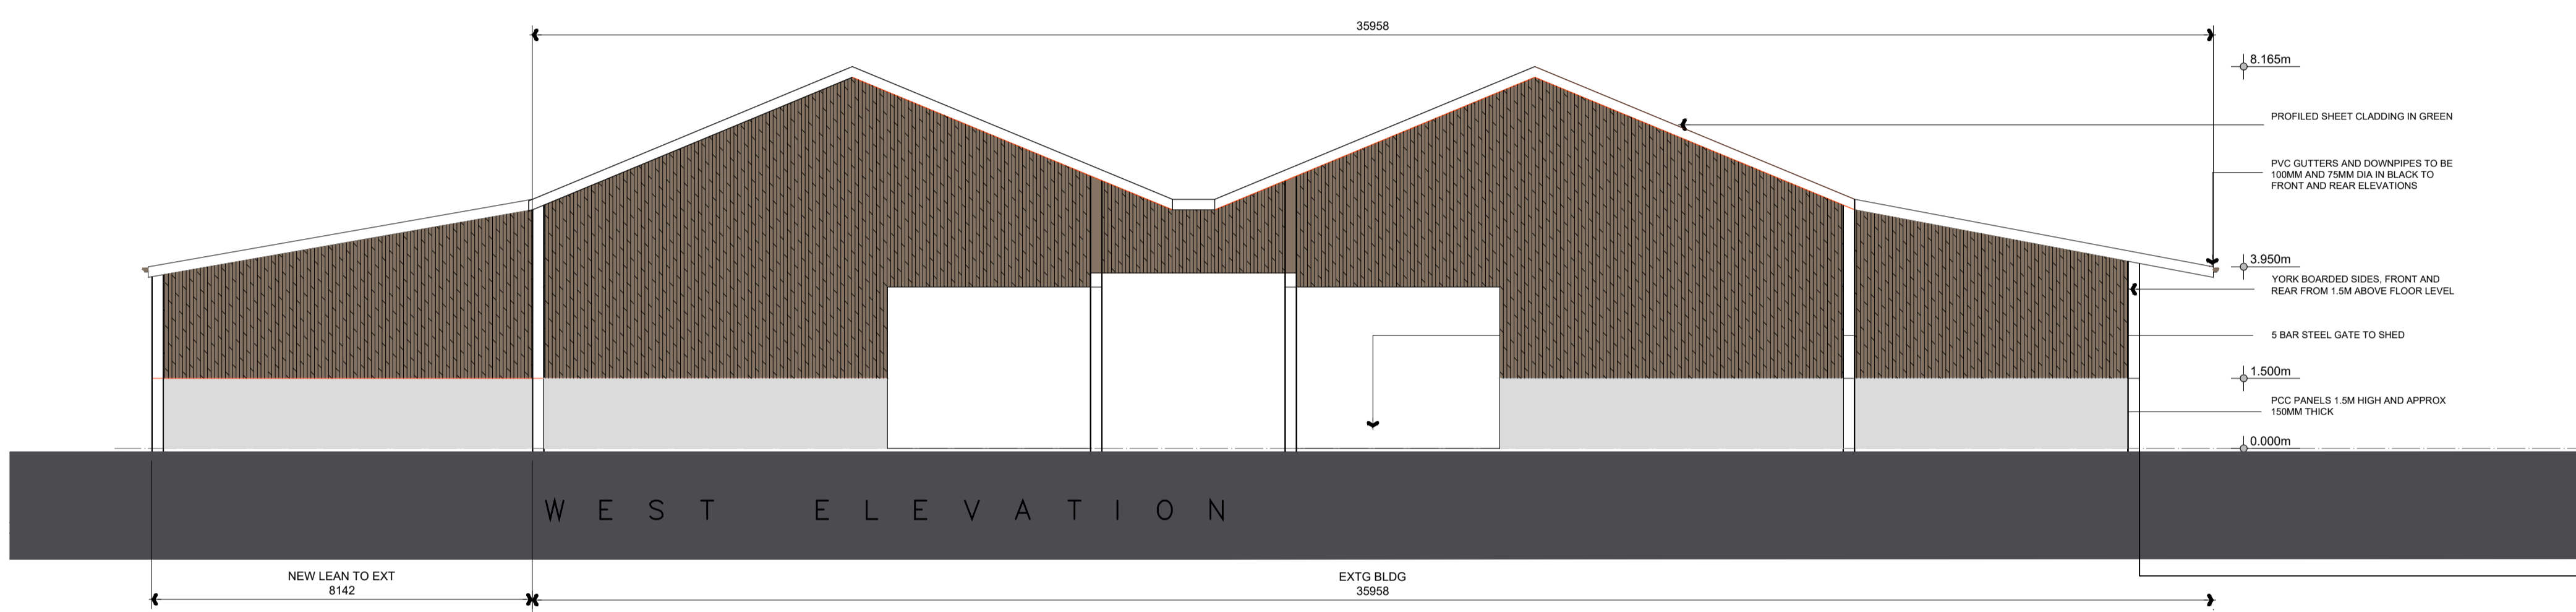 35958
8.165m
PROFILED SHEET CLADDING IN GREEN
PVC GUTTERS AND DOWNPIPES TO BE
100MM AND 75MM DIA IN BLACK TO
FRONT AND REAR ELEVATIONS
3.950m
YORK BOARDED SIDES, FRONT AND
REAR FROM 1.5M ABOVE FLOOR LEVEL
5 BAR STEEL GATE TO SHED
1.500m
PCC PANELS 1.5M HIGH AND APPROX
150MM THICK
0.000m
WEST ELEVATION
NEW LEAN TO EXT
8142
EXTG BLDG
35958